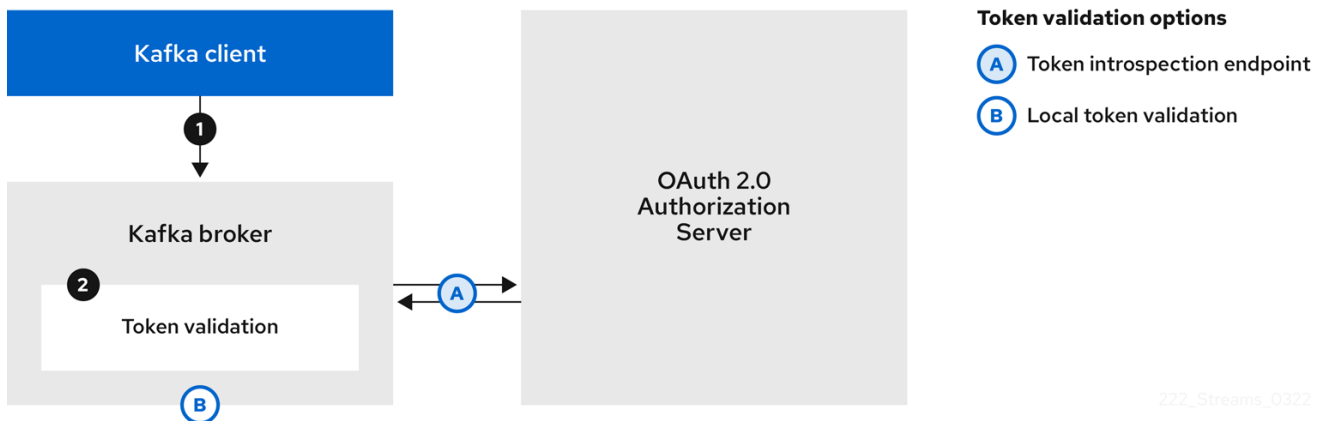 Kafka client
1
Kafka broker
2
Token validation
B
A
OAuth 2.0
Authorization
Server
Token validation options
A Token introspection endpoint
B Local token validation
222_Streams_0322